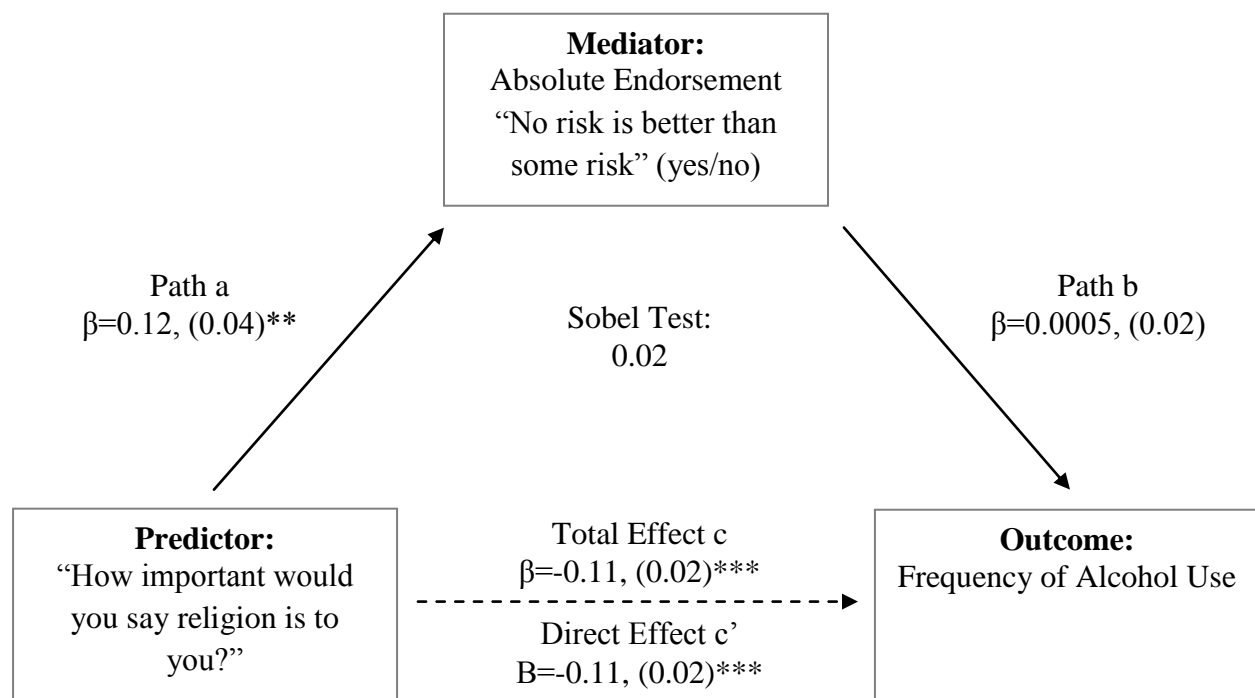 Mediator:
Absolute Endorsement
“No risk is better than
some risk” (yes/no)
Path a
β=0.12, (0.04)**
Sobel Test:
0.02
Path b
β=0.0005, (0.02)
Predictor:
“How important would
you say religion is to
you?”
Total Effect c
β=-0.11, (0.02)***
Direct Effect c’
B=-0.11, (0.02)***
Outcome:
Frequency of Alcohol Use